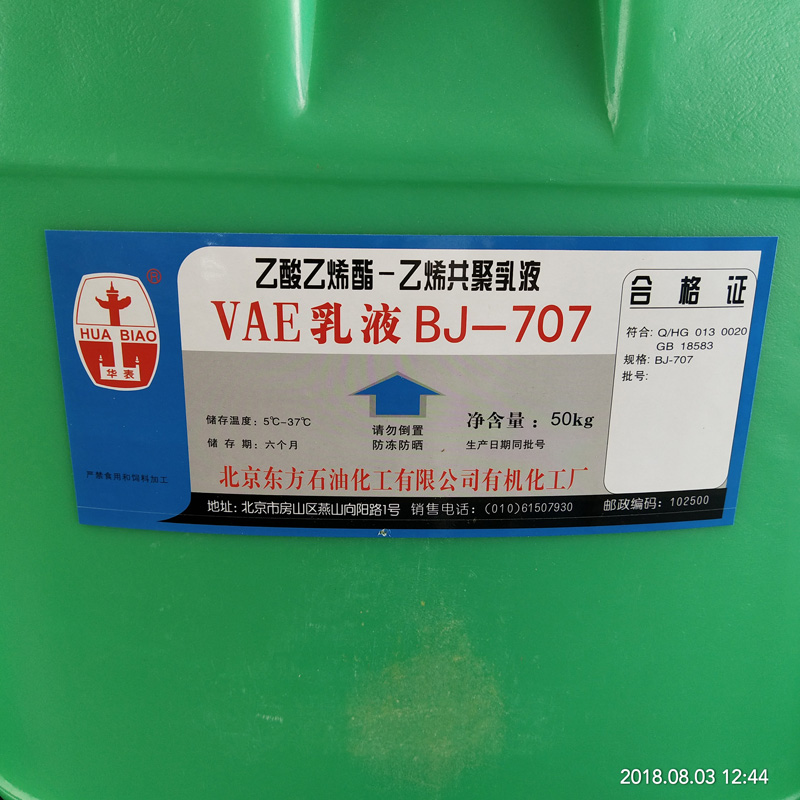 ®
HUA BIAO
华表
严禁食用和饲料加工
乙酸乙烯酯-乙烯共聚乳液
VAE乳液BJ-707
储存温度：5℃-37℃
储 存 期：六个月
请勿倒置
防冻防晒
净含量：50kg
生产日期同批号
北京东方石油化工有限公司有机化工厂
地址：北京市房山区燕山向阳路1号 销售电话：(010)61507930 邮政编码：102500
合格证
符合：Q/HG 013 0020
GB 18583
规格：BJ-707
批号：
2018.08.03 12:44